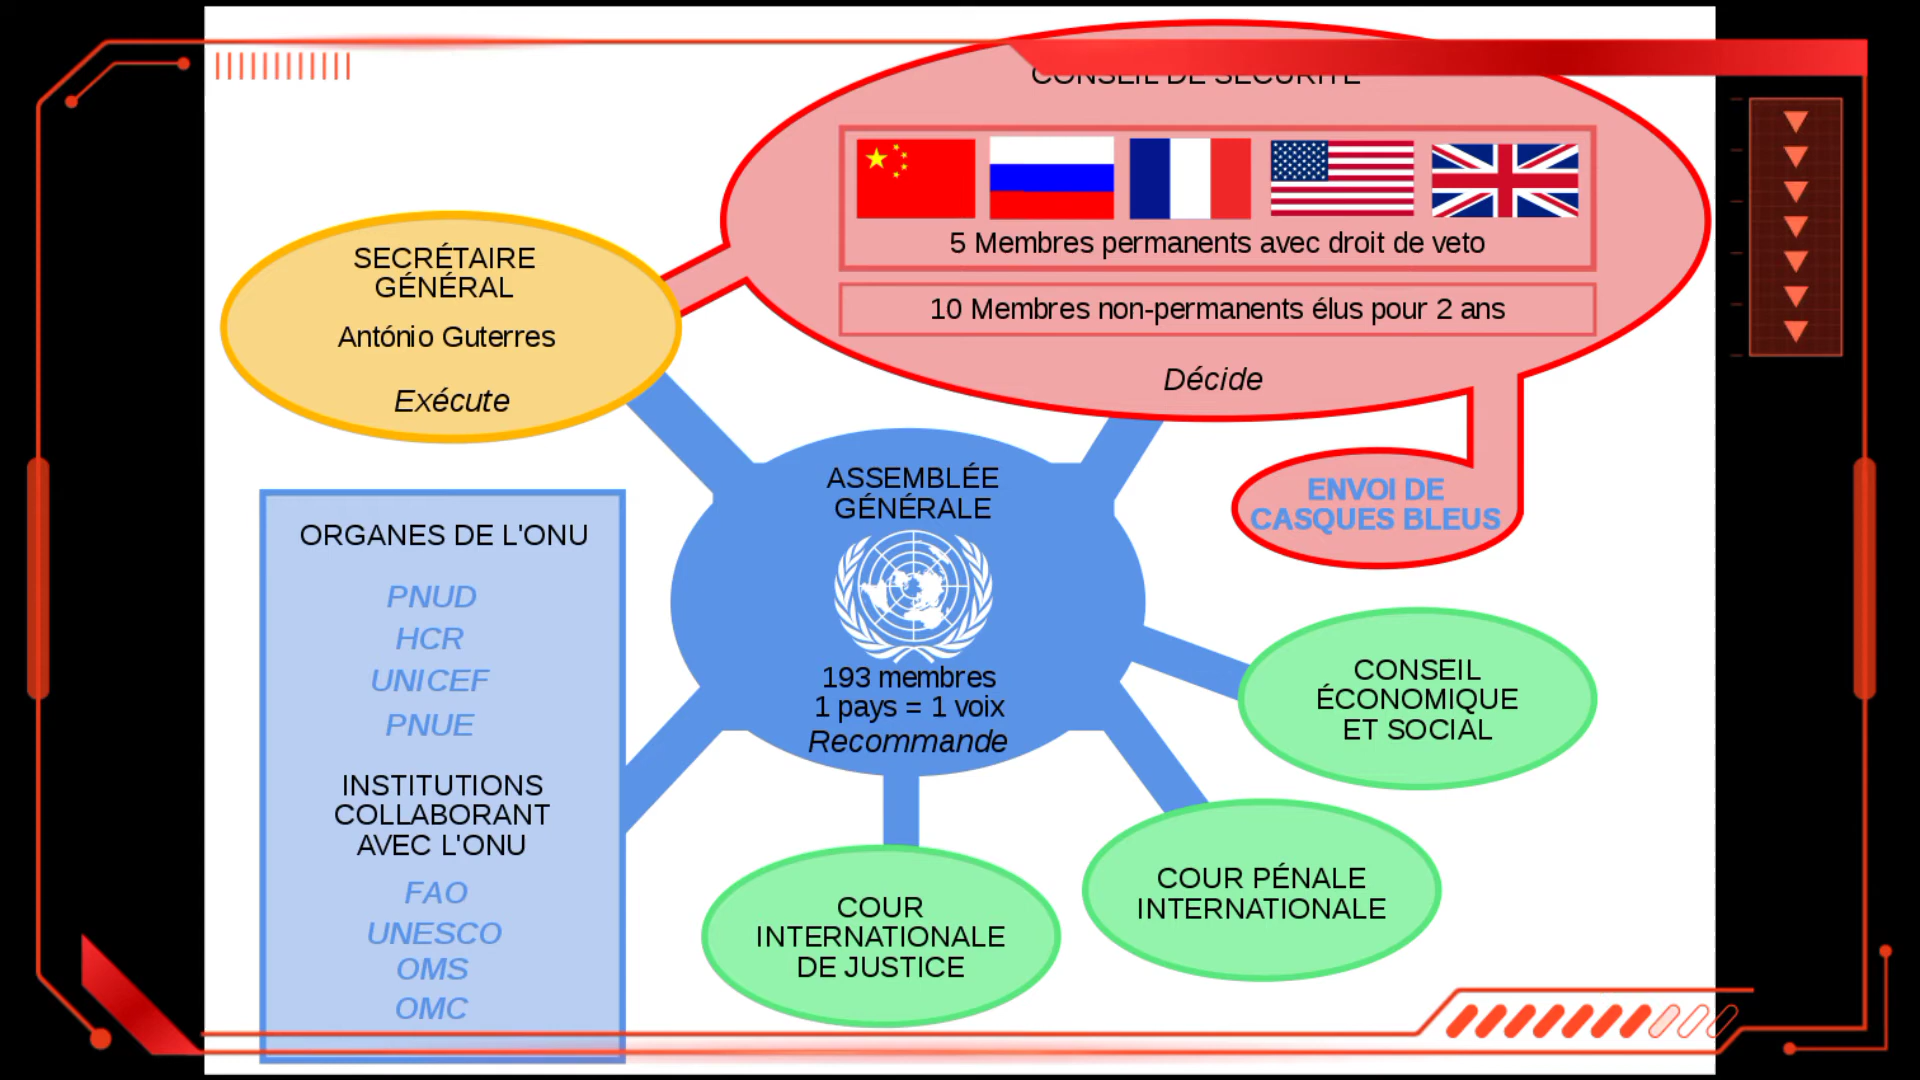 CONSEIL DE SÉCURITÉ
5 Membres permanents avec droit de veto
10 Membres non-permanents élus pour 2 ans
Décide
SECRÉTAIRE
GÉNÉRAL
António Guterres
Exécute
ASSEMBLÉE
GÉNÉRALE
193 membres
1 pays = 1 voix
Recommande
ENVOI DE
CASQUES BLEUS
ORGANES DE L'ONU
PNUD
HCR
UNICEF
PNUE
INSTITUTIONS
COLLABORANT
AVEC L'ONU
FAO
UNESCO
OMS
OMC
CONSEIL
ÉCONOMIQUE
ET SOCIAL
COUR PÉNALE
INTERNATIONALE
COUR
INTERNATIONALE
DE JUSTICE